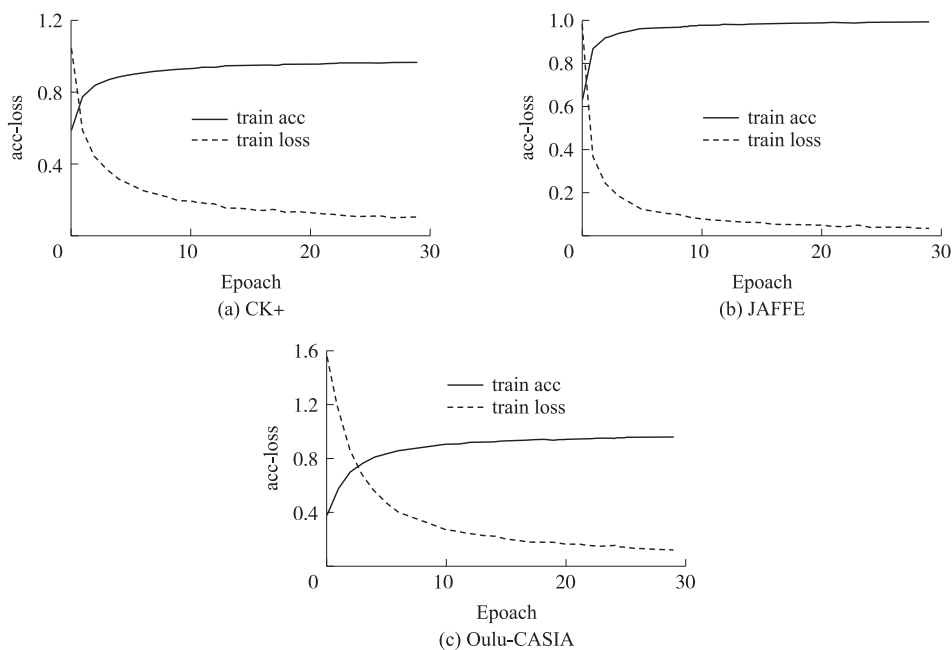 1.2
0.8
0.4
0
10
20
30
acc-loss
train acc
train loss
Epoach
(a) CK+
1.0
0.8
0.6
0.4
0.2
0
10
20
30
acc-loss
train acc
train loss
Epoach
(b) JAFFE
1.6
1.2
0.8
0.4
0
10
20
30
acc-loss
train acc
train loss
Epoach
(c) Oulu-CASIA